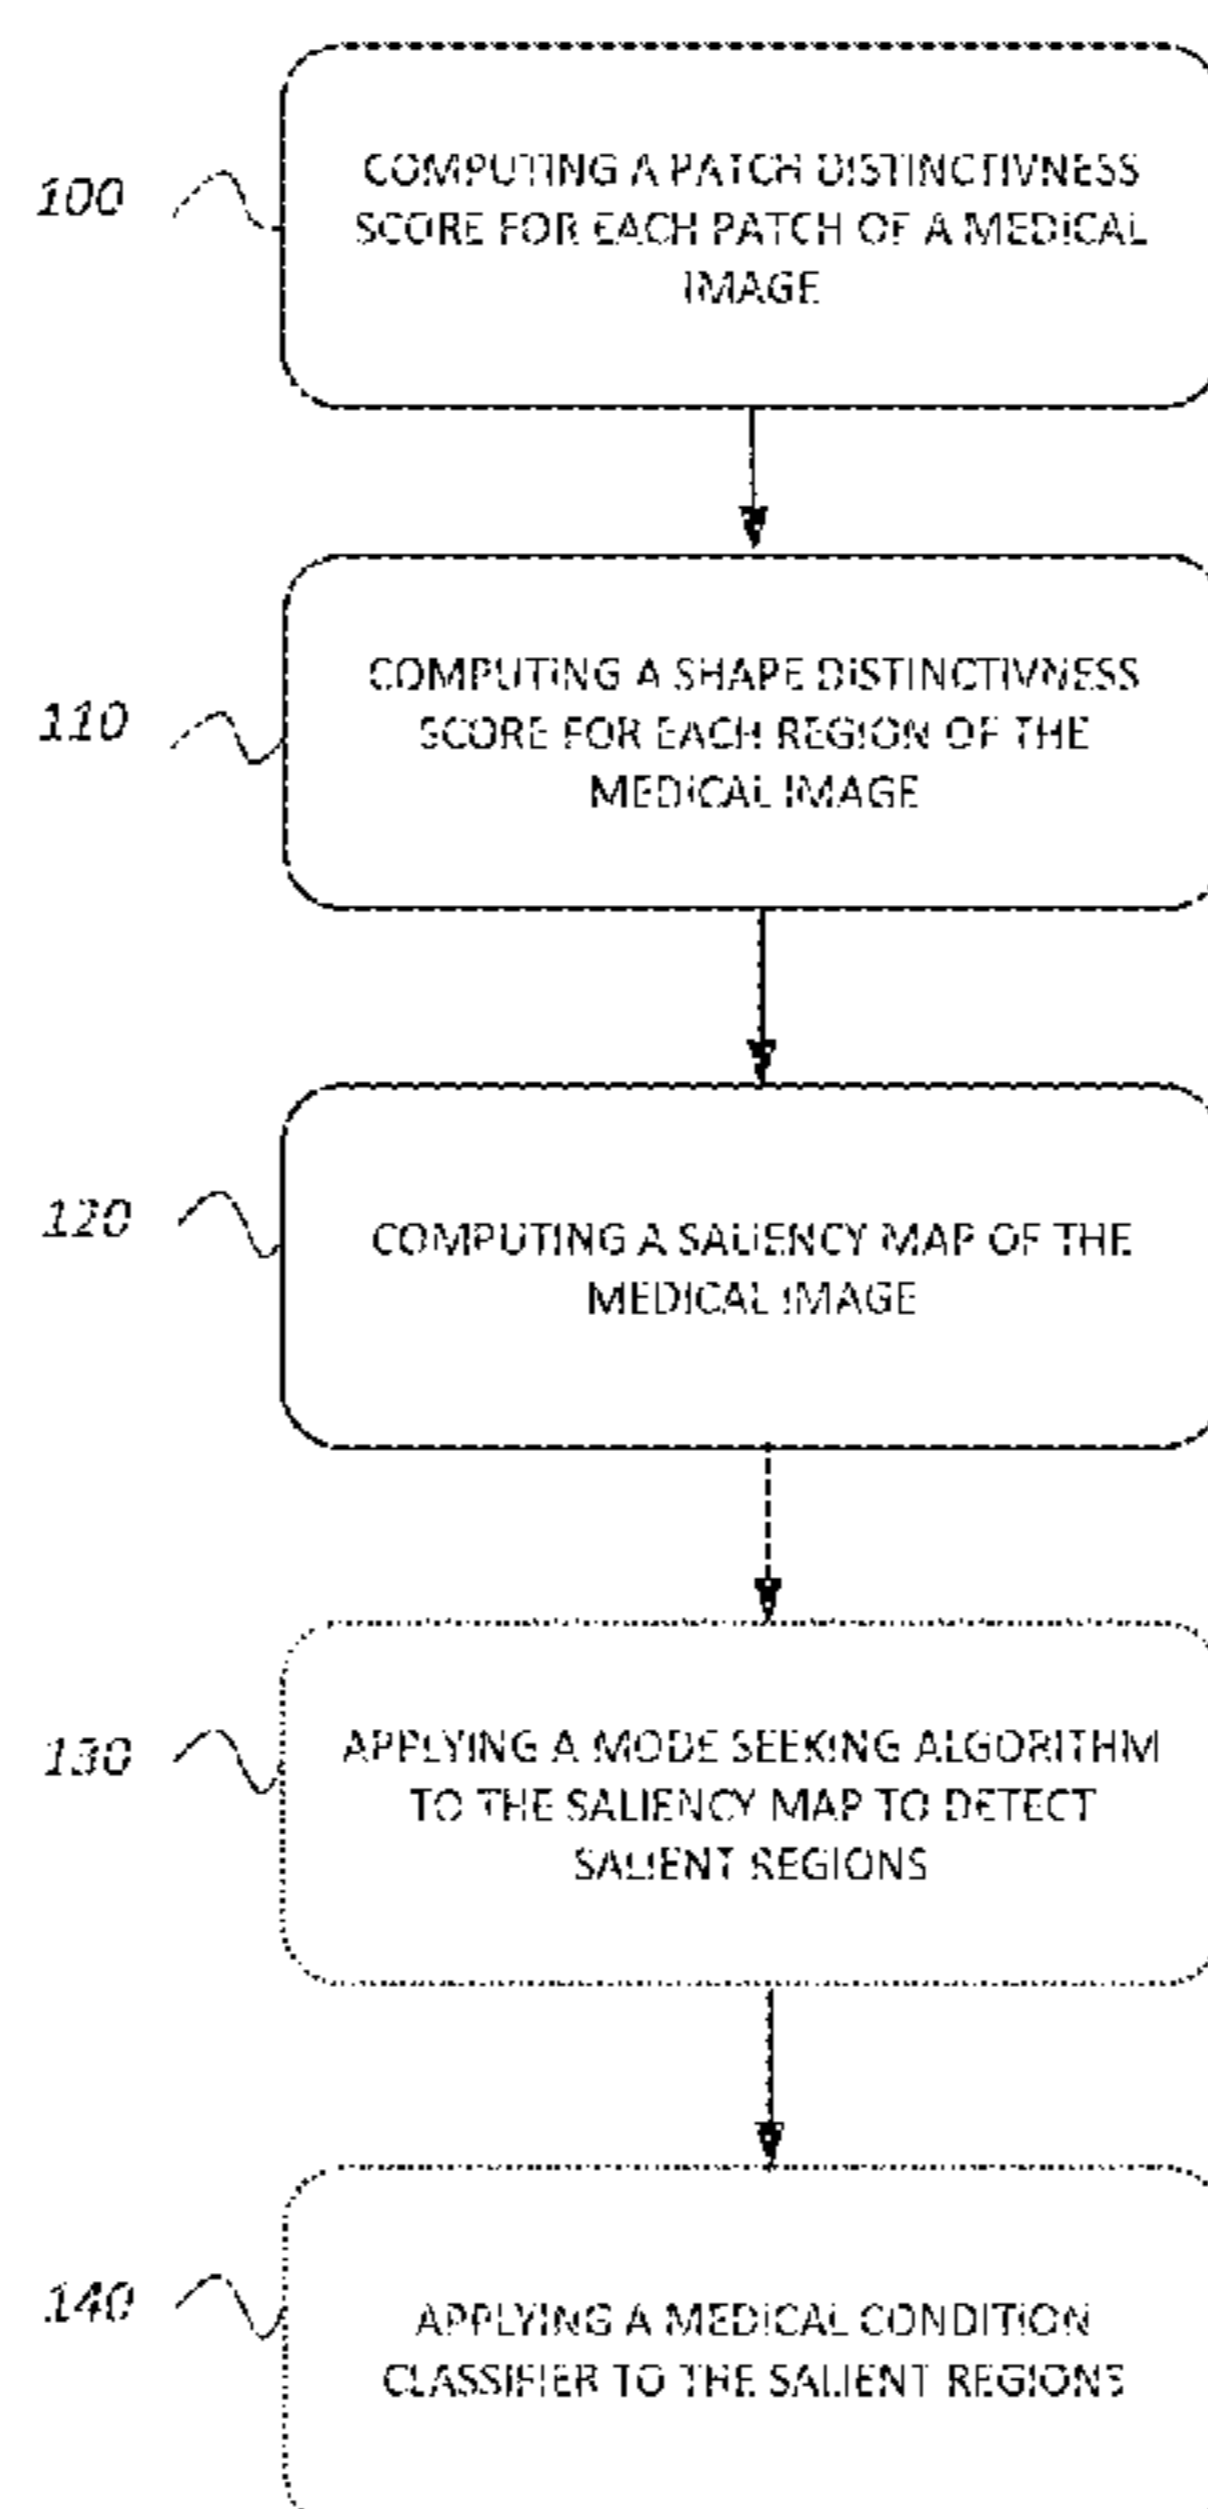 100
COMPUTING A PATCH DISTINCTIVNESS
SCORE FOR EACH PATCH OF A MEDICAL
IMAGE
110
COMPUTING A SHAPE DISTINCTIVNESS
SCORE FOR EACH REGION OF THE
MEDICAL IMAGE
120
COMPUTING A SALIENCY MAP OF THE
MEDICAL IMAGE
130
APPLYING A MODE SEEKING ALGORITHM
TO THE SALIENCY MAP TO DETECT
SALIENT REGIONS
140
APPLYING A MEDICAL CONDITION
CLASSIFIER TO THE SALIENT REGIONS